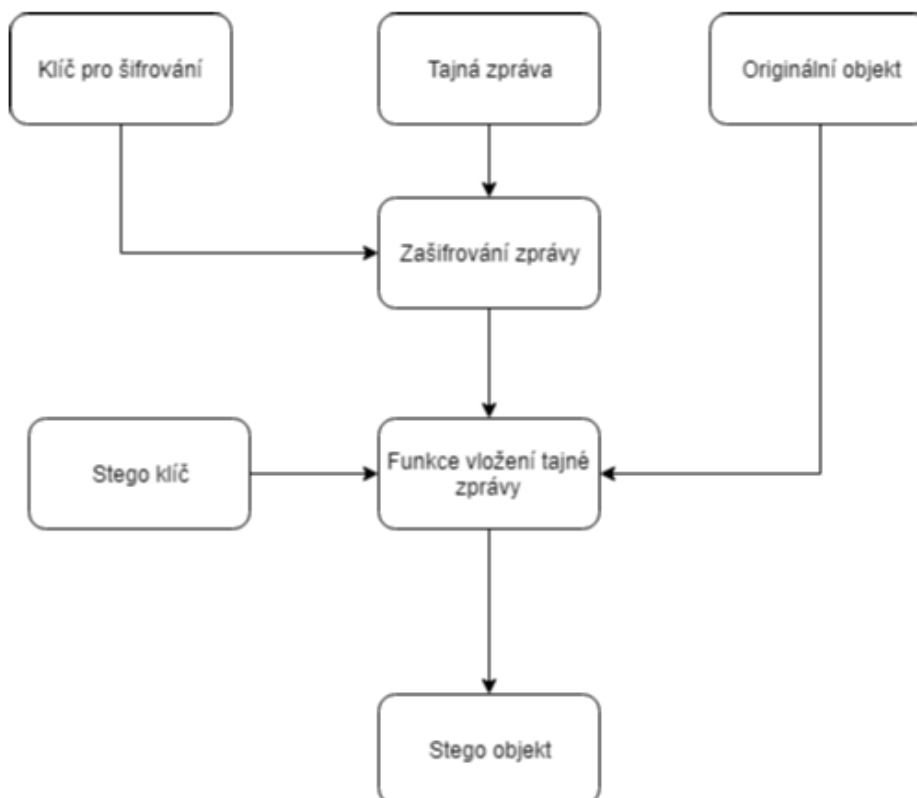 Klíč pro šifrování
Tajná zpráva
Originální objekt
Zašifrování zprávy
Stego klíč
Funkce vložení tajné
zprávy
Stego objekt